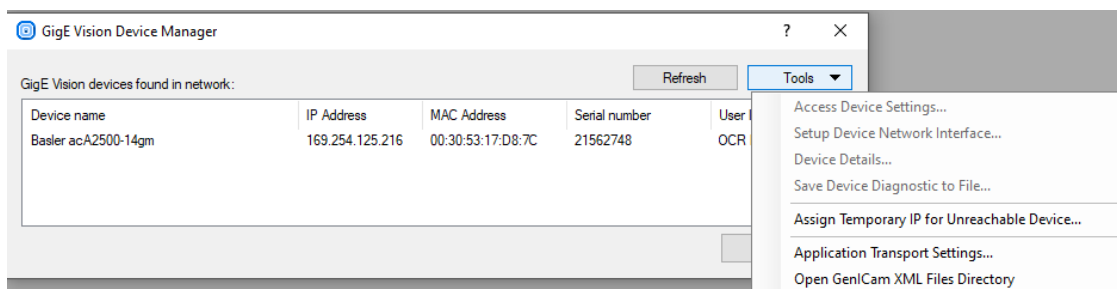 GigE Vision Device Manager
?
GigE Vision devices found in network:
Refresh
Tools
Device name IP Address MAC Address Serial number User
Basler acA2500-14gm 169.254.125.216 00:30:53:17:D8:7C 21562748 OCR
Access Device Settings...
Setup Device Network Interface...
Device Details...
Save Device Diagnostic to File...
Assign Temporary IP for Unreachable Device...
Application Transport Settings...
Open GenICam XML Files Directory